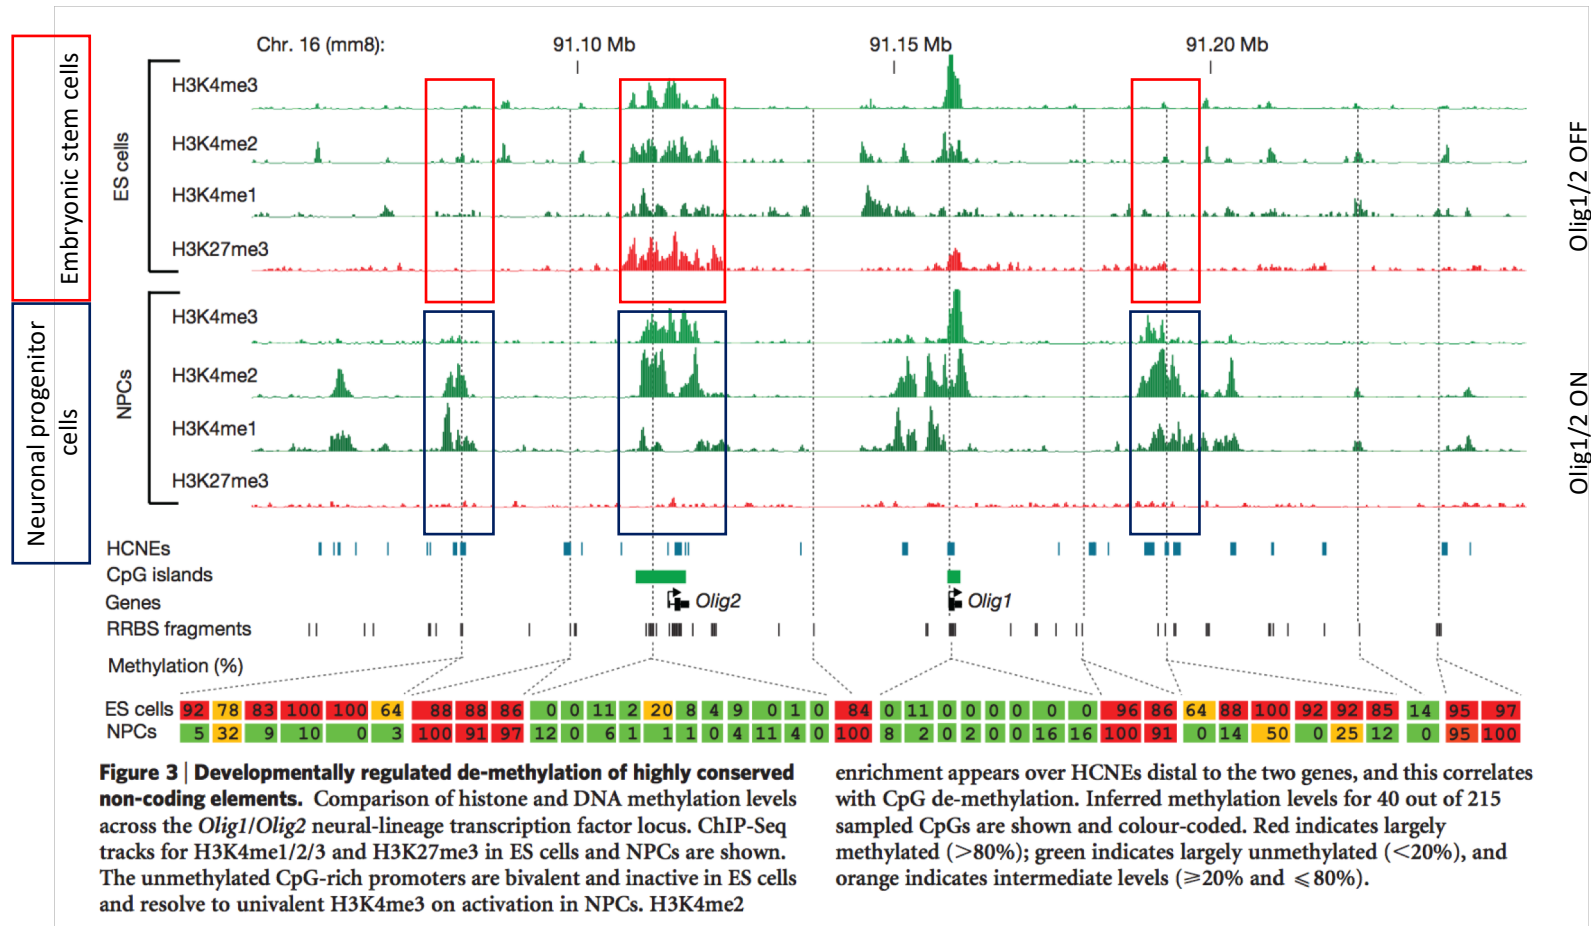 Chr. 16 (mm8): 91.10 Mb 91.15 Mb 91.20 Mb
Embryonic stem cells
ES cells
H3K4me3
H3K4me2
H3K4me1
H3K27me3
Olig1/2 OFF
Neuronal progenitor
cells
NPCs
H3K4me3
H3K4me2
H3K4me1
H3K27me3
Olig1/2 ON
HCNEs
CpG islands
Genes Olig2 Olig1
RRBS fragments
Methylation (%)
ES cells 92 78 83 100 100 64 88 88 86 0 0 11 2 20 8 4 9 0 1 0 84 0 11 0 0 0 0 0 0 96 86 64 88 100 92 92 85 14 95 97
NPCs 5 32 9 10 0 3 100 91 97 12 0 6 1 1 1 0 4 11 4 0 100 8 2 0 2 0 0 16 16 100 91 0 14 50 0 25 12 0 95 100
Figure 3 | Developmentally regulated de-methylation of highly conserved
non-coding elements. Comparison of histone and DNA methylation levels
across the Olig1/Olig2 neural-lineage transcription factor locus. ChIP-Seq
tracks for H3K4me1/2/3 and H3K27me3 in ES cells and NPCs are shown.
The unmethylated CpG-rich promoters are bivalent and inactive in ES cells
and resolve to univalent H3K4me3 on activation in NPCs. H3K4me2
enrichment appears over HCNEs distal to the two genes, and this correlates
with CpG de-methylation. Inferred methylation levels for 40 out of 215
sampled CpGs are shown and colour-coded. Red indicates largely
methylated (>80%); green indicates largely unmethylated (<20%), and
orange indicates intermediate levels (≥20% and ≤80%).